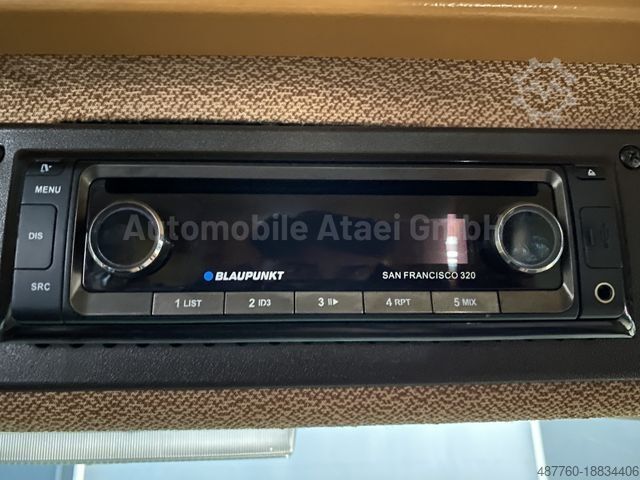 MENU
DIS
SRC
Automobile Ataei GmbH
BLAUPUNKT
SAN FRANCISCO 320
1 LIST
2 ID3
3 II▶
4 RPT
5 MIX
487760-18834406